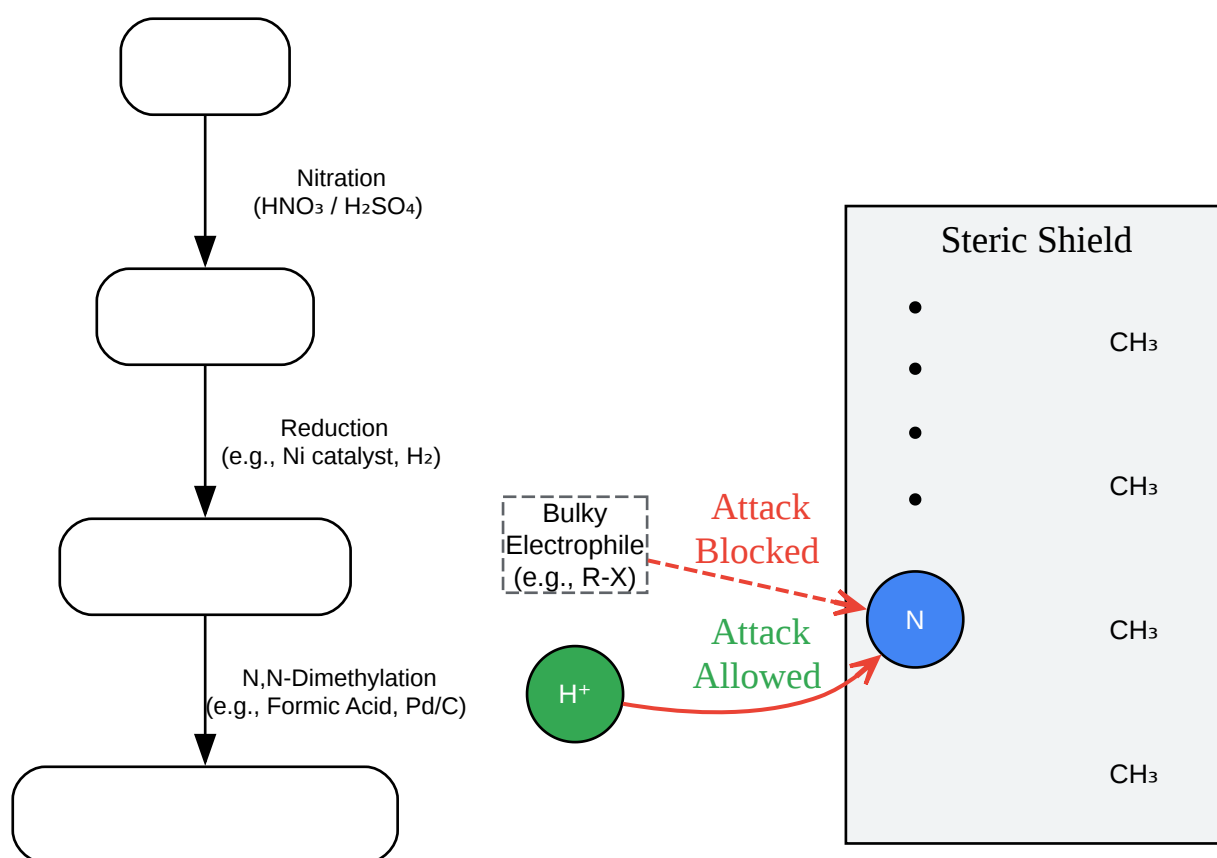 Nitration
(HNO₃ / H₂SO₄)
Reduction
(e.g., Ni catalyst, H₂)
N,N-Dimethylation
(e.g., Formic Acid, Pd/C)
Steric Shield
CH₃
CH₃
CH₃
CH₃
Bulky
Electrophile
(e.g., R-X)
Attack
Blocked
N
Attack
Allowed
H⁺